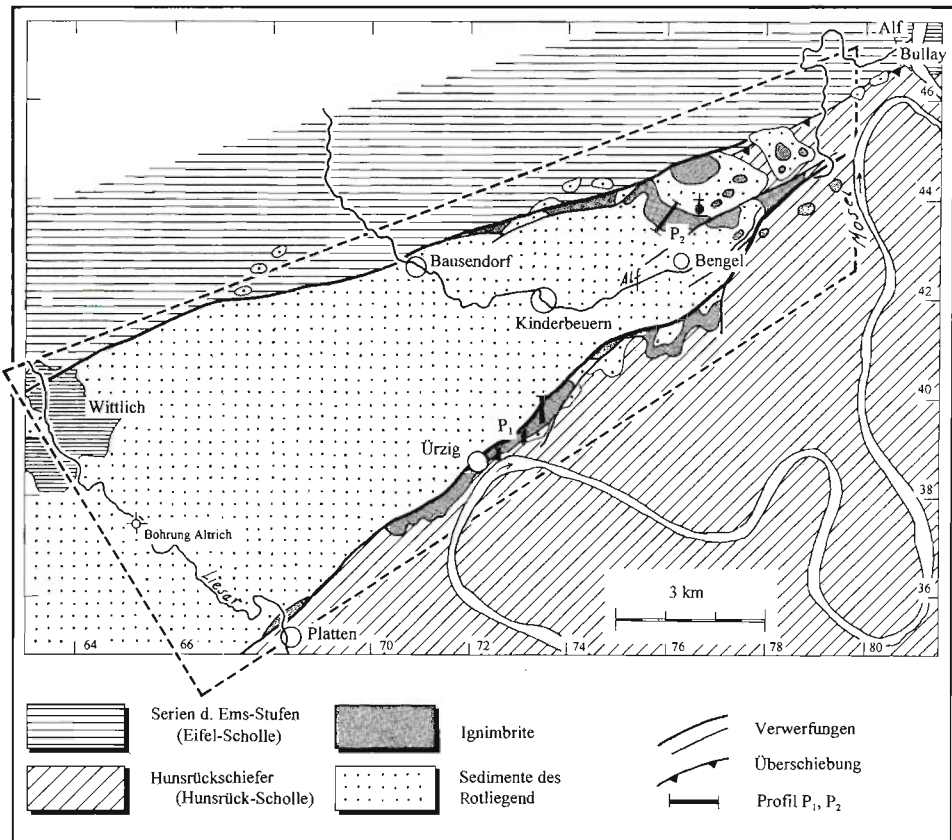 Alf
Bullay
46
44
Mosel
P₂
Bausendorf
Alf
Bengel
42
Kinderbeuern
40
Wittlich
P₁
Ürzig
38
Bohrung Altrich
Lieser
3 km
36
Platten
64
66
70
72
74
76
78
80
Serien d. Ems-Stufen
(Eifel-Scholle)
Ignimbrite
Verwerfungen
Überschiebung
Hunsrückschiefer
(Hunsrück-Scholle)
Sedimente des
Rotliegend
Profil P₁, P₂